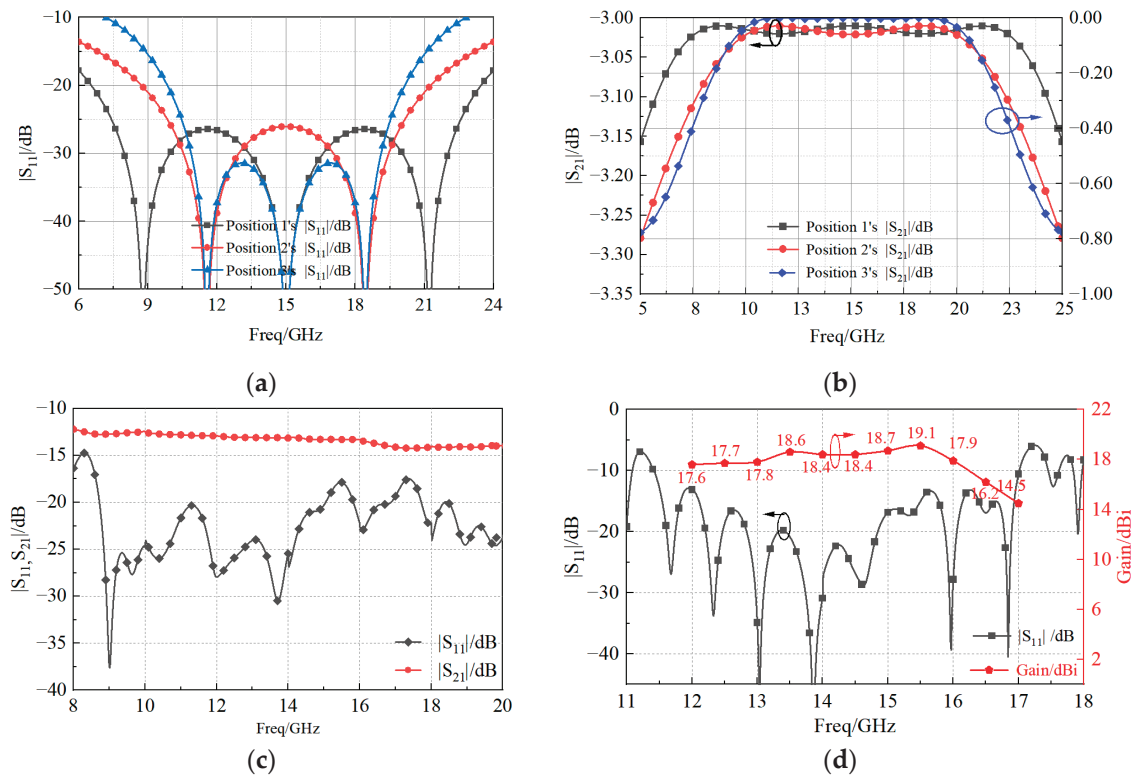 −10
−20
−30
−40
−50
|S11|/dB
Position 1's |S11|/dB
Position 2's |S11|/dB
Position 3's |S11|/dB
6 9 12 15 18 21 24
Freq/GHz
(a)
−3.00
−3.05
−3.10
−3.15
−3.20
−3.25
−3.30
−3.35
|S21|/dB
0.00
−0.20
−0.40
−0.60
−0.80
−1.00
Position 1's |S21|/dB
Position 2's |S21|/dB
Position 3's |S21|/dB
5 8 10 13 15 18 20 23 25
Freq/GHz
(b)
−10
−15
−20
−25
−30
−35
−40
|S11, S21|/dB
|S11|/dB
|S21|/dB
8 10 12 14 16 18 20
Freq/GHz
(c)
0
−10
−20
−30
−40
|S11|/dB
17.6
17.7
17.8
18.6
18.4
18.4
18.7
19.1
17.9
16.2
14.5
22
18
14
10
6
2
Gain/dBi
|S11| /dB
Gain/dBi
11 12 13 14 15 16 17 18
Freq/GHz
(d)